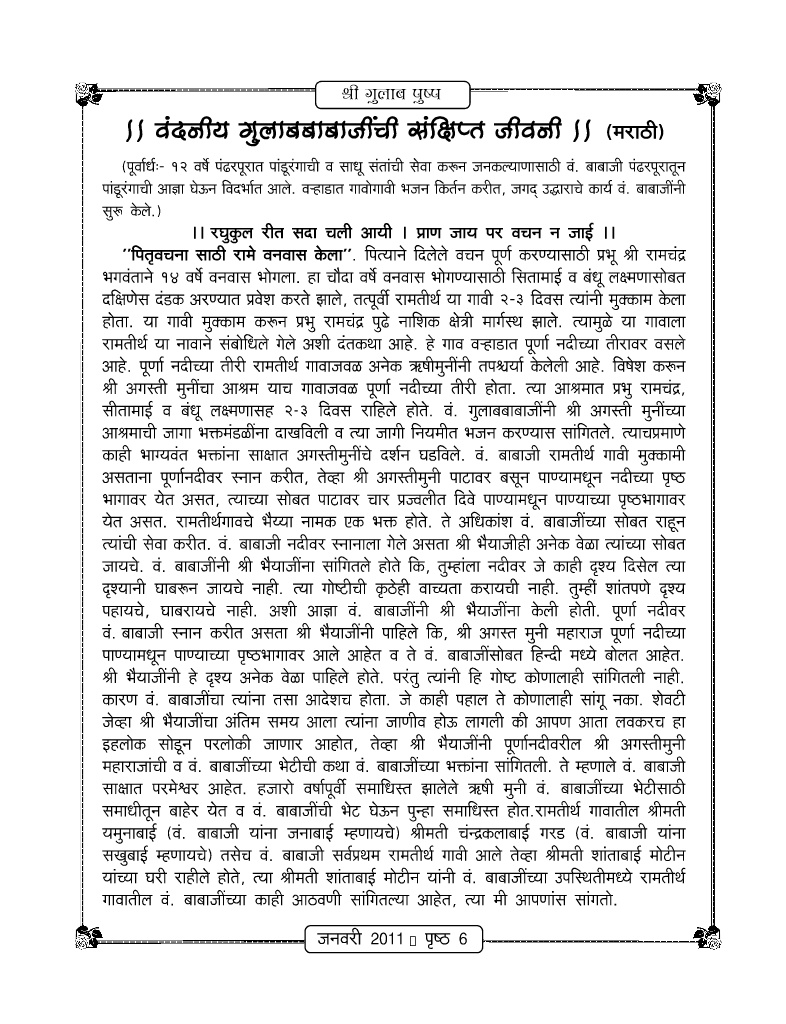 श्री गुलाब पुष्प
।। वंदनीय गुलाबबाबाजींची संक्षिप्त जीवनी ।। (मराठी)
(पूर्वार्धः- १२ वर्षे पंढरपूरात पांडूरंगाची व साधू संतांची सेवा करून जनकल्याणासाठी वं. बाबाजी पंढरपूरातून
पांडूरंगाची आज्ञा घेऊन विदर्भात आले. वऱ्हाडात गावोगावी भजन किर्तन करीत, जगद् उद्धाराचे कार्य वं. बाबाजींनी
सुरू केले.)
।। रघुकुल रीत सदा चली आयी । प्राण जाय पर वचन न जाई ।।
''पितृवचना साठी रामे वनवास केला''. पित्याने दिलेले वचन पूर्ण करण्यासाठी प्रभू श्री रामचंद्र
भगवंताने १४ वर्षे वनवास भोगला. हा चौदा वर्षे वनवास भोगण्यासाठी सितामाई व बंधू लक्ष्मणासोबत
दक्षिणेस दंडक अरण्यात प्रवेश करते झाले, तत्पूर्वी रामतीर्थ या गावी २-३ दिवस त्यांनी मुक्काम केला
होता. या गावी मुक्काम करून प्रभु रामचंद्र पुढे नाशिक क्षेत्री मार्गस्थ झाले. त्यामुळे या गावाला
रामतीर्थ या नावाने संबोधिले गेले अशी दंतकथा आहे. हे गाव वऱ्हाडात पूर्णा नदीच्या तीरावर वसले
आहे. पूर्णा नदीच्या तीरी रामतीर्थ गावाजवळ अनेक ऋषीमुनींनी तपश्चर्या केलेली आहे. विषेश करून
श्री अगस्ती मुनींचा आश्रम याच गावाजवळ पूर्णा नदीच्या तीरी होता. त्या आश्रमात प्रभु रामचंद्र,
सीतामाई व बंधू लक्ष्मणासह २-३ दिवस राहिले होते. वं. गुलाबबाबाजींनी श्री अगस्ती मुनींच्या
आश्रमाची जागा भक्तमंडळींना दाखविली व त्या जागी नियमीत भजन करण्यास सांगितले. त्याचप्रमाणे
काही भाग्यवंत भक्तांना साक्षात अगस्तीमुनींचे दर्शन घडविले. वं. बाबाजी रामतीर्थ गावी मुक्कामी
असताना पूर्णानदीवर स्नान करीत, तेव्हा श्री अगस्तीमुनी पाटावर बसून पाण्यामधून नदीच्या पृष्ठ
भागावर येत असत, त्याच्या सोबत पाटावर चार प्रज्वलीत दिवे पाण्यामधून पाण्याच्या पृष्ठभागावर
येत असत. रामतीर्थगावचे भैय्या नामक एक भक्त होते. ते अधिकांश वं. बाबाजींच्या सोबत राहून
त्यांची सेवा करीत. वं. बाबाजी नदीवर स्नानाला गेले असता श्री भैयाजीही अनेक वेळा त्यांच्या सोबत
जायचे. वं. बाबाजींनी श्री भैयाजींना सांगितले होते कि, तुम्हांला नदीवर जे काही दृश्य दिसेल त्या
दृश्यानी घाबरून जायचे नाही. त्या गोष्टीची कृठेही वाच्यता करायची नाही. तुम्हीं शांतपणे दृश्य
पहायचे, घाबरायचे नाही. अशी आज्ञा वं. बाबाजींनी श्री भैयाजींना केली होती. पूर्णा नदीवर
वं. बाबाजी स्नान करीत असता श्री भैयाजींनी पाहिले कि, श्री अगस्त मुनी महाराज पूर्णा नदीच्या
पाण्यामधून पाण्याच्या पृष्ठभागावर आले आहेत व ते वं. बाबाजींसोबत हिन्दी मध्ये बोलत आहेत.
श्री भैयाजींनी हे दृश्य अनेक वेळा पाहिले होते. परंतु त्यांनी हि गोष्ट कोणालाही सांगितली नाही.
कारण वं. बाबाजींचा त्यांना तसा आदेशच होता. जे काही पहाल ते कोणालाही सांगू नका. शेवटी
जेव्हा श्री भैयाजींचा अंतिम समय आला त्यांना जाणीव होऊ लागली की आपण आता लवकरच हा
इहलोक सोडून परलोकी जाणार आहोत, तेव्हा श्री भैयाजींनी पूर्णानदीवरील श्री अगस्तीमुनी
महाराजांची व वं. बाबाजींच्या भेटीची कथा वं. बाबाजींच्या भक्तांना सांगितली. ते म्हणाले वं. बाबाजी
साक्षात परमेश्वर आहेत. हजारो वर्षापूर्वी समाधिस्त झालेले ऋषी मुनी वं. बाबाजींच्या भेटीसाठी
समाधीतून बाहेर येत व वं. बाबाजींची भेट घेऊन पुन्हा समाधिस्त होत.रामतीर्थ गावातील श्रीमती
यमुनाबाई (वं. बाबाजी यांना जनाबाई म्हणायचे) श्रीमती चंन्द्रकलाबाई गरड (वं. बाबाजी यांना
सखुबाई म्हणायचे) तसेच वं. बाबाजी सर्वप्रथम रामतीर्थ गावी आले तेव्हा श्रीमती शांताबाई मोटीन
यांच्या घरी राहीले होते, त्या श्रीमती शांताबाई मोटीन यांनी वं. बाबाजींच्या उपस्थितीमध्ये रामतीर्थ
गावातील वं. बाबाजींच्या काही आठवणी सांगितल्या आहेत, त्या मी आपणांस सांगतो.
जनवरी 2011 ▯ पृष्ठ 6